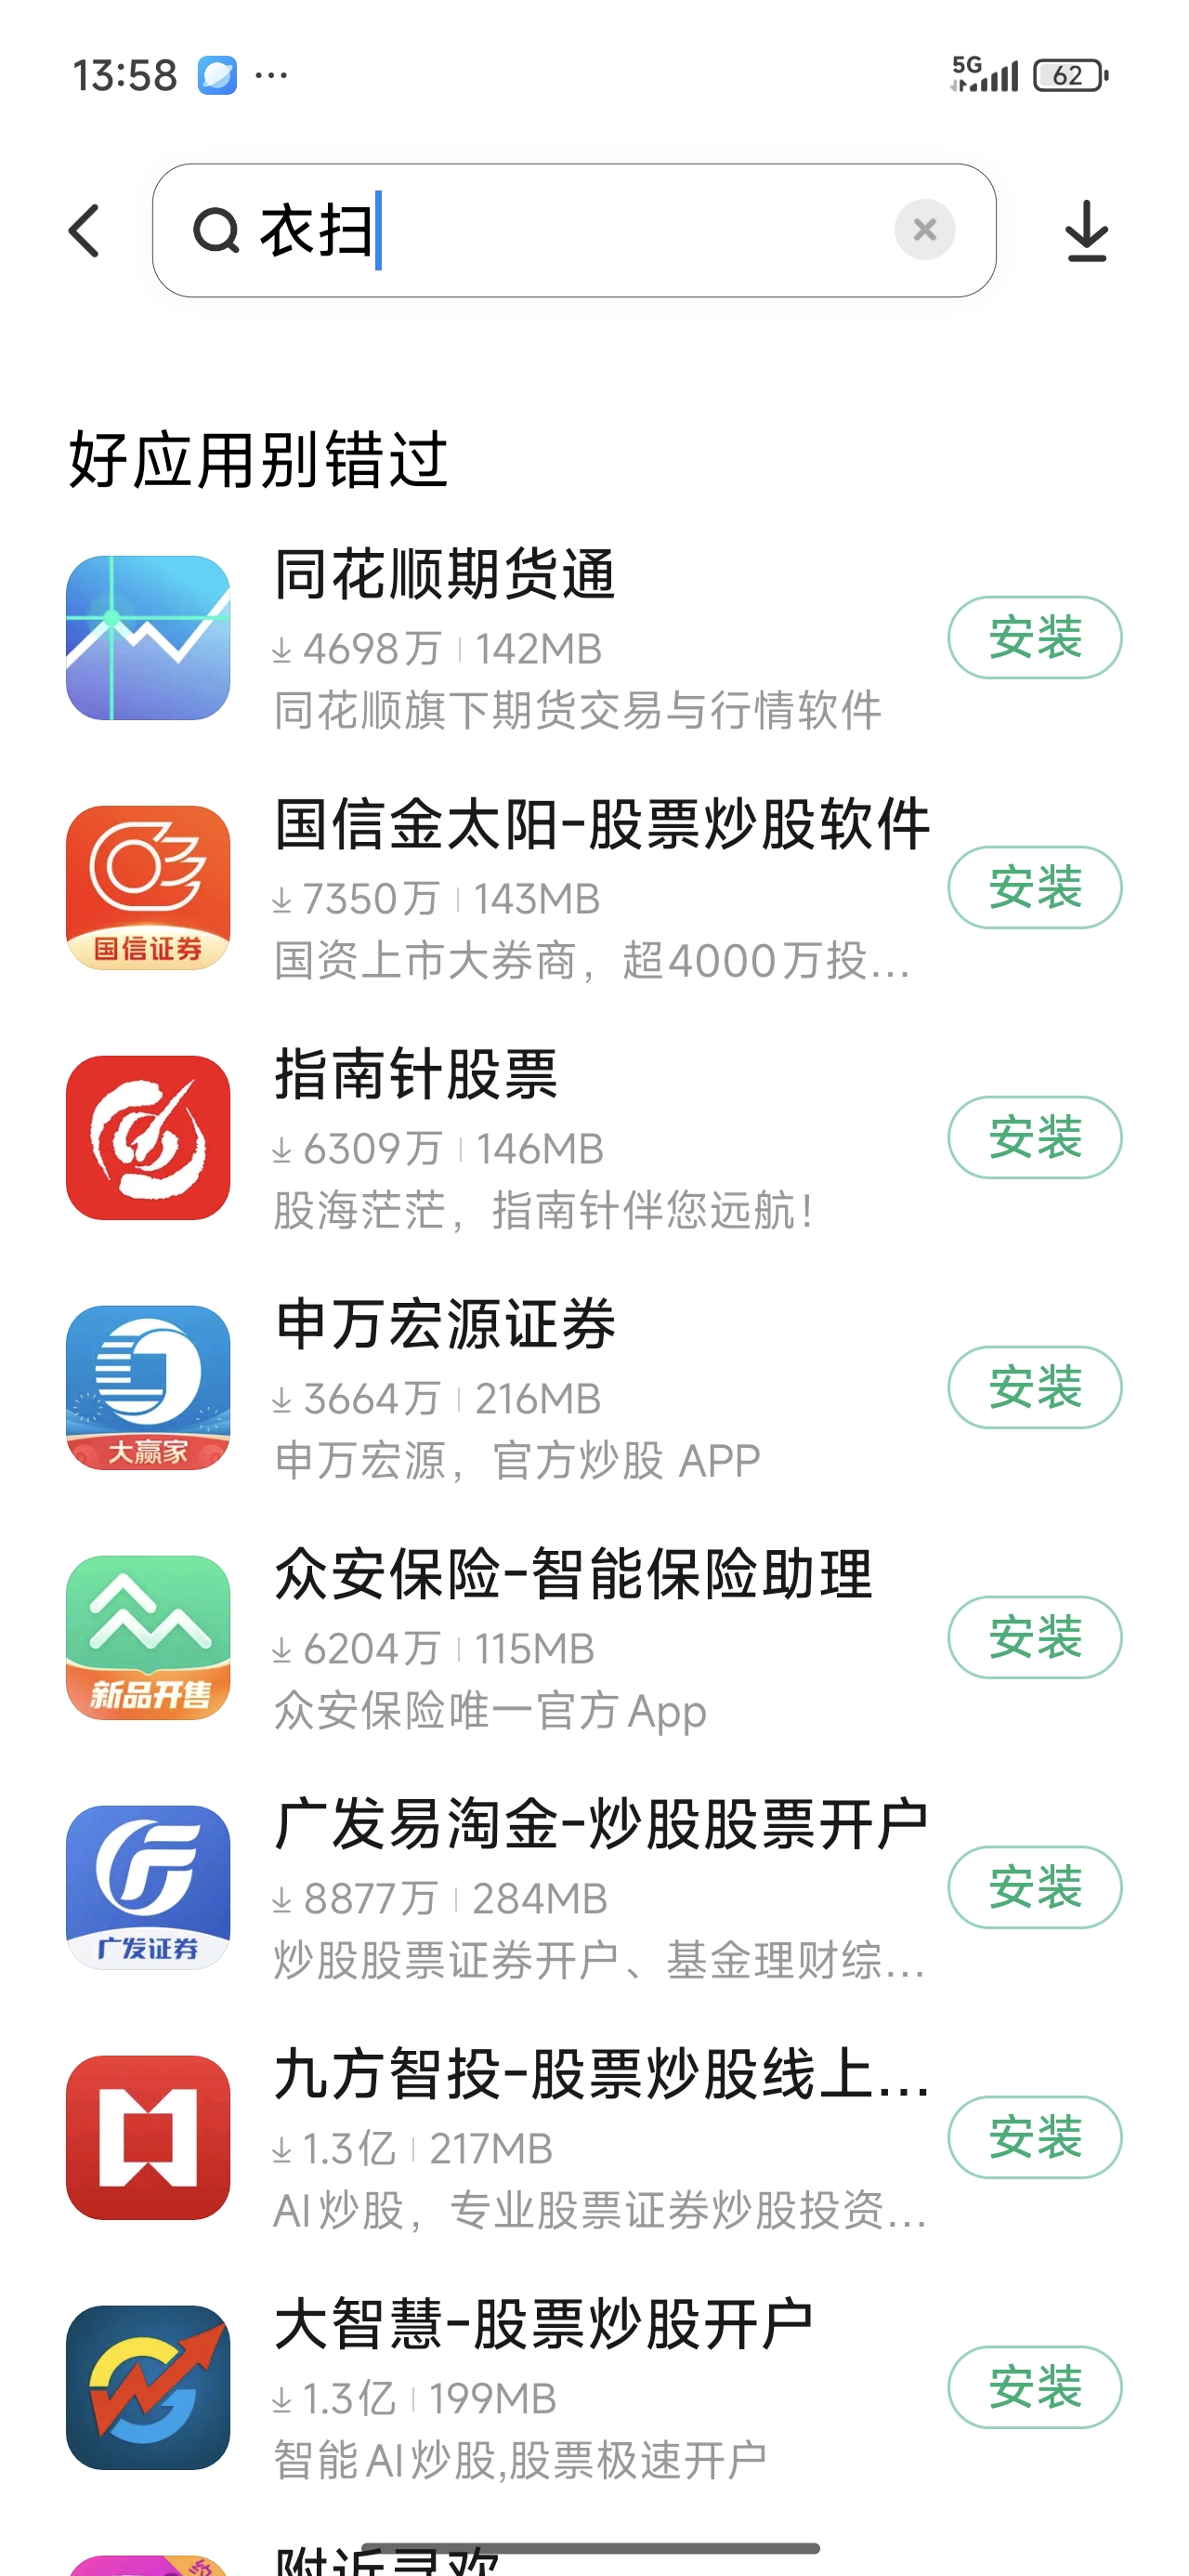 13:58 ...
5G 62
衣扫
好应用别错过
同花顺期货通
4698万 | 142MB
同花顺旗下期货交易与行情软件
安装
国信证券
国信金太阳-股票炒股软件
7350万 | 143MB
国资上市大券商，超4000万投...
安装
指南针股票
6309万 | 146MB
股海茫茫，指南针伴您远航！
安装
大赢家
申万宏源证券
3664万 | 216MB
申万宏源，官方炒股 APP
安装
新品开售
众安保险-智能保险助理
6204万 | 115MB
众安保险唯一官方App
安装
广发证券
广发易淘金-炒股股票开户
8877万 | 284MB
炒股股票证券开户、基金理财综...
安装
九方智投-股票炒股线上...
1.3亿 | 217MB
AI炒股，专业股票证券炒股投资...
安装
大智慧-股票炒股开户
1.3亿 | 199MB
智能AI炒股,股票极速开户
安装
附近寻欢